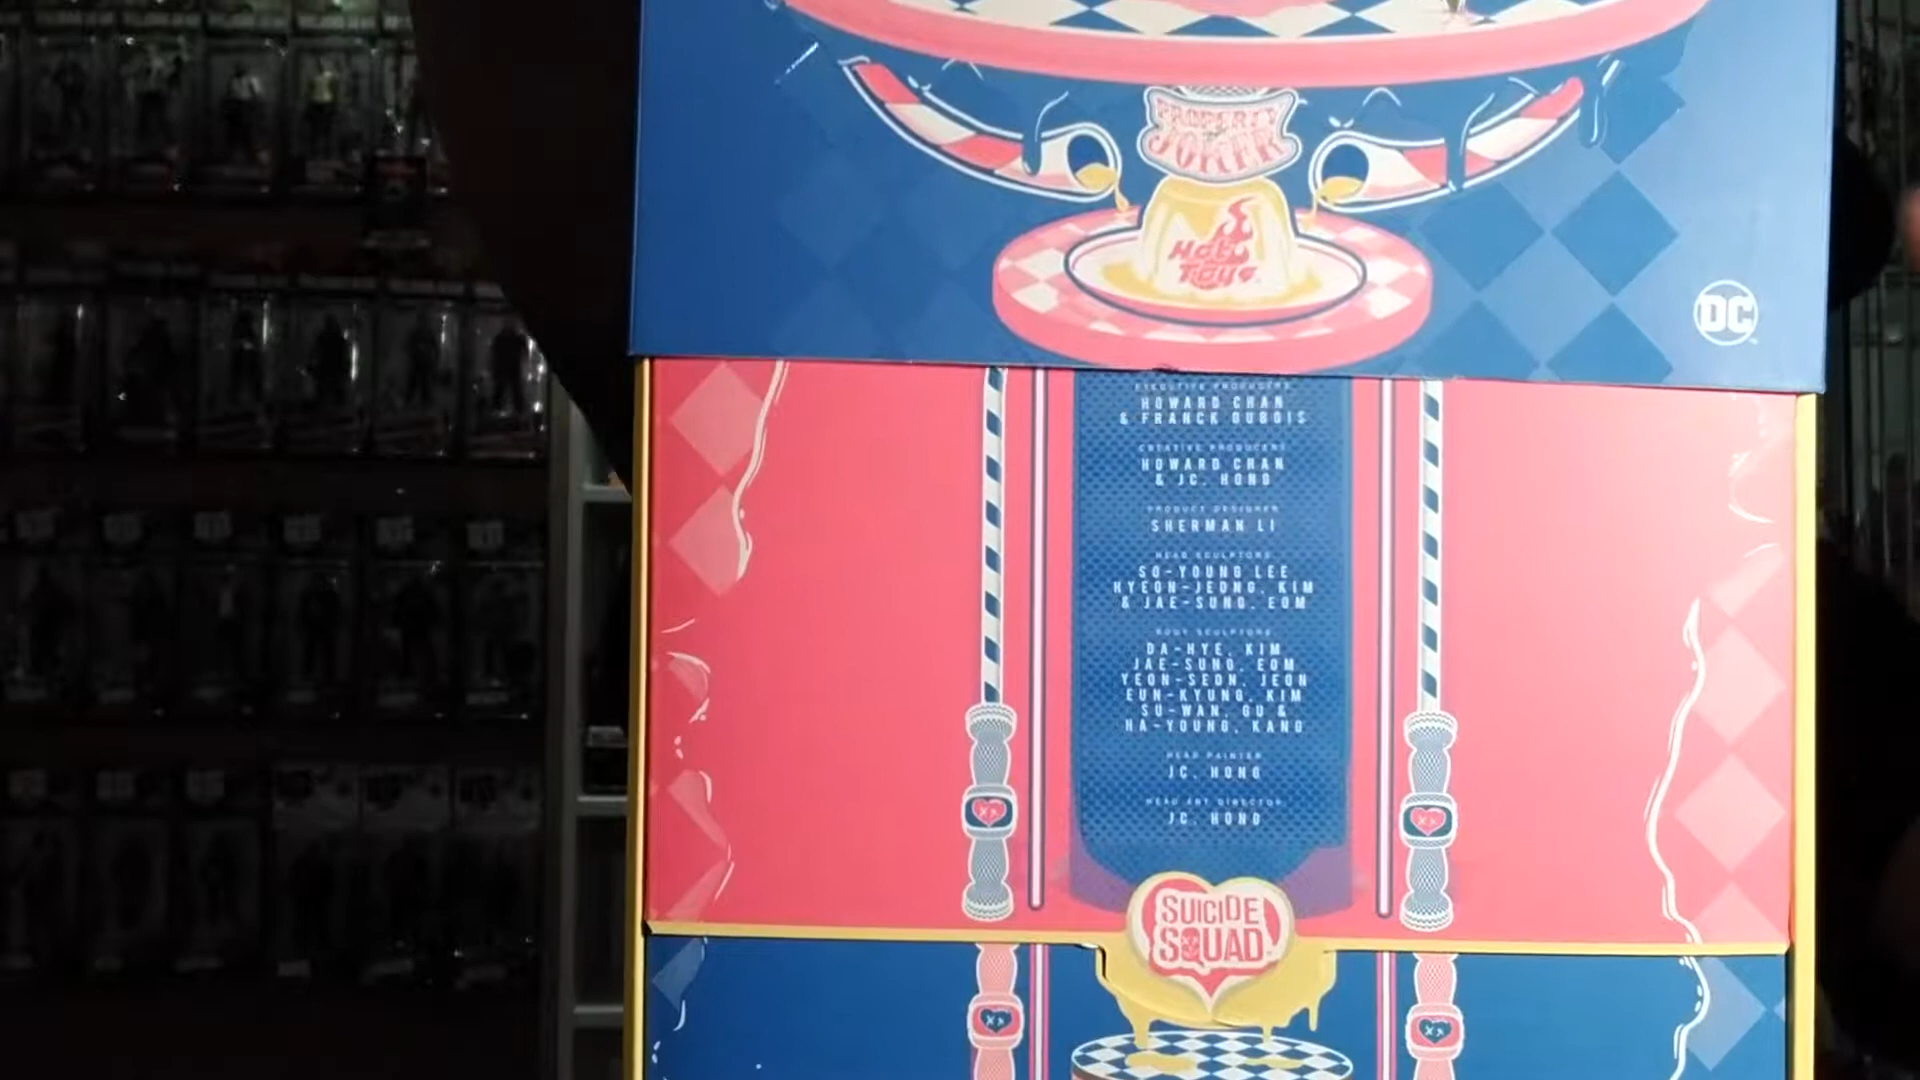 PROPERTY
OF
JOKER
Hot
Toys
DC
EXECUTIVE PRODUCERS
HOWARD CHAN
& FRANCK DUBOIS
CREATIVE PRODUCERS
HOWARD CHAN
& JC. HONG
PRODUCT DESIGNER
SHERMAN LI
HEAD SCULPTORS
SO-YOUNG LEE
HYEON-JEONG, KIM
& JAE-SUNG, EOM
BODY SCULPTORS
DA-HYE, KIM
JAE-SUNG, EOM
YEON-SEON, JEON
EUN-KYUNG, KIM
SU-WAN, GU &
HA-YOUNG, KANG
HEAD PAINTER
JC. HONG
HEAD ART DIRECTOR
JC. HONG
SUICIDE
SQUAD